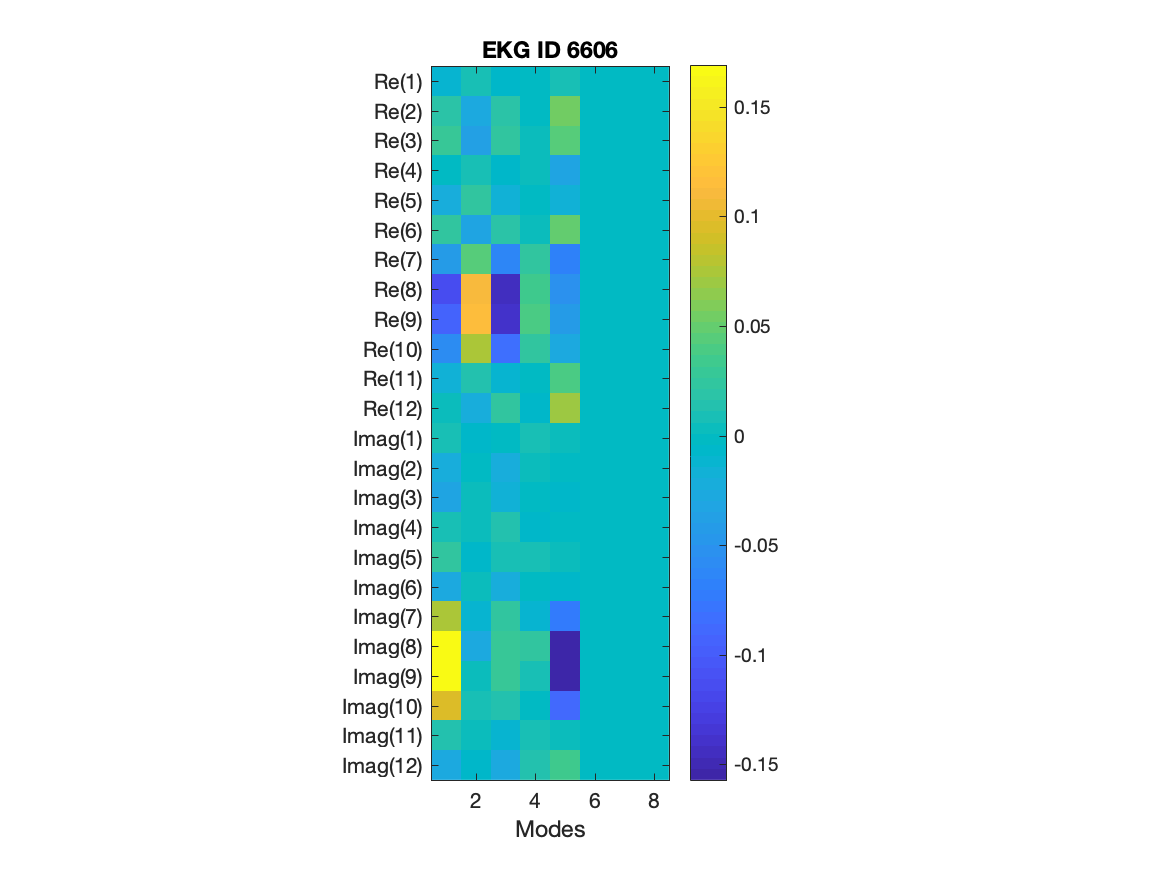 EKG ID 6606
Re(1)
Re(2)
Re(3)
Re(4)
Re(5)
Re(6)
Re(7)
Re(8)
Re(9)
Re(10)
Re(11)
Re(12)
Imag(1)
Imag(2)
Imag(3)
Imag(4)
Imag(5)
Imag(6)
Imag(7)
Imag(8)
Imag(9)
Imag(10)
Imag(11)
Imag(12)
2 4 6 8
Modes
0.15
0.1
0.05
0
-0.05
-0.1
-0.15